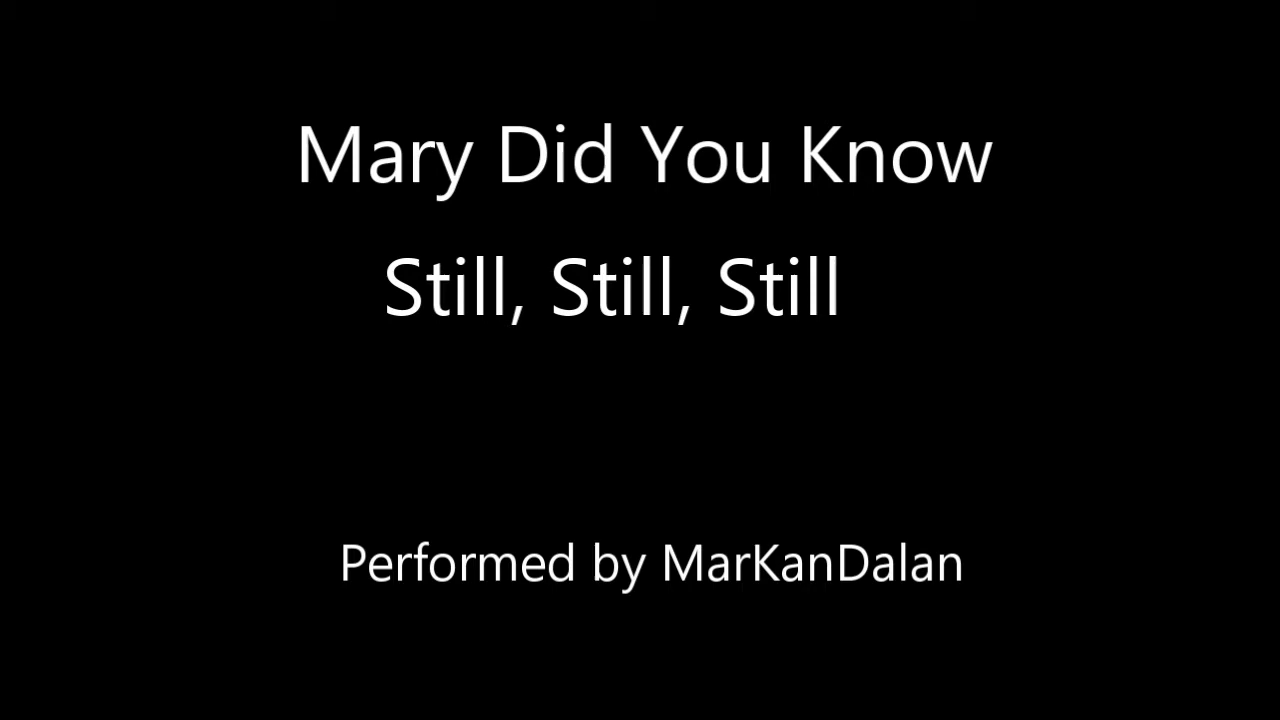 Mary Did You Know
Still, Still, Still
Performed by MarKanDalan